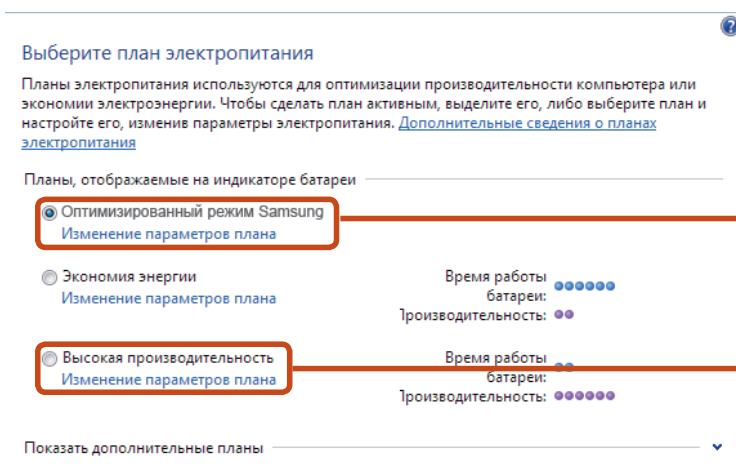 Выберите план электропитания
Планы электропитания используются для оптимизации производительности компьютера или
экономии электроэнергии. Чтобы сделать план активным, выделите его, либо выберите план и
настройте его, изменив параметры электропитания. Дополнительные сведения о планах
электропитания
Планы, отображаемые на индикаторе батареи
Оптимизированный режим Samsung
Изменение параметров плана
Экономия энергии
Изменение параметров плана
Время работы
батареи:
Производительность:
Высокая производительность
Изменение параметров плана
Время работы
батареи:
Производительность:
Показать дополнительные планы